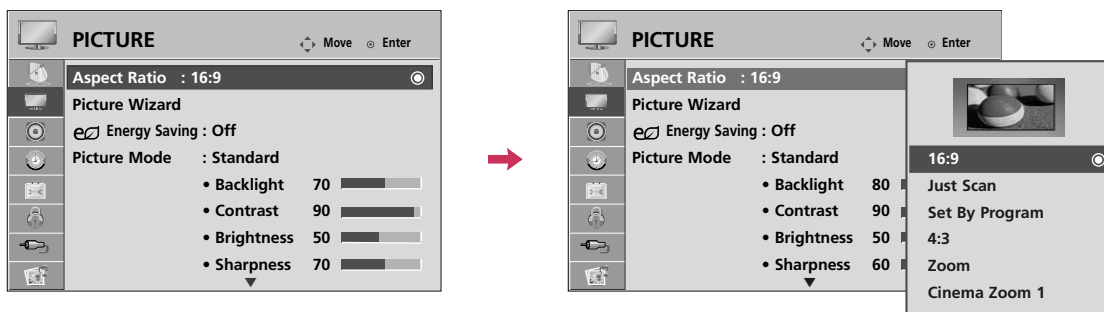 PICTURE
Move Enter
Aspect Ratio : 16:9
Picture Wizard
Energy Saving : Off
Picture Mode : Standard
• Backlight 70
• Contrast 90
• Brightness 50
• Sharpness 70
PICTURE
Move Enter
Aspect Ratio : 16:9
Picture Wizard
Energy Saving : Off
Picture Mode : Standard
• Backlight 80
• Contrast 90
• Brightness 50
• Sharpness 60
16:9
Just Scan
Set By Program
4:3
Zoom
Cinema Zoom 1